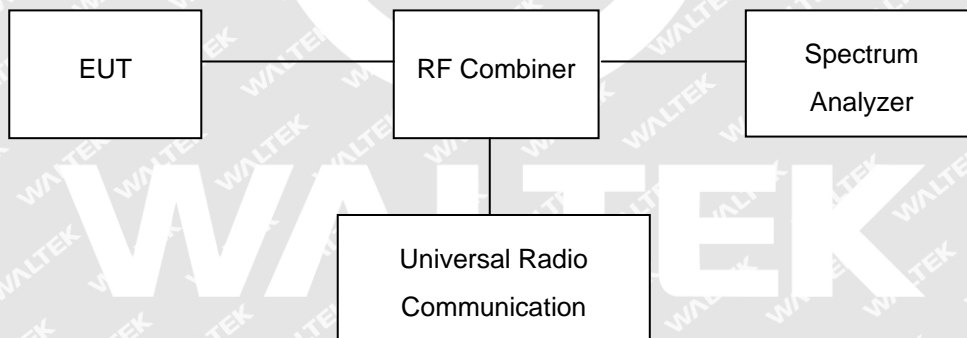 EUT
RF Combiner
Spectrum
Analyzer
Universal Radio
Communication
WALTEK